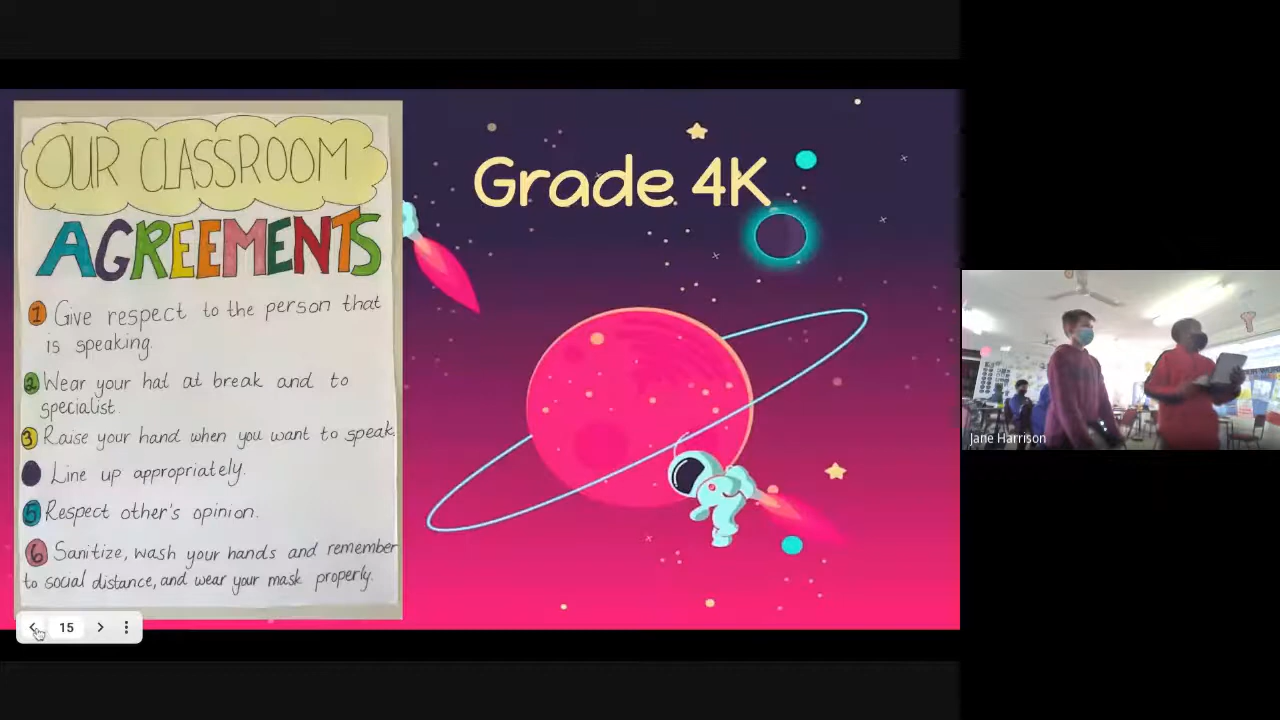 OUR CLASSROOM
AGREEMENTS
1 Give respect to the person that
is speaking.
2 Wear your hat at break and to
specialist.
3 Raise your hand when you want to speak.
Line up appropriately.
5 Respect other's opinion.
6 Sanitize, wash your hands and remember
to social distance, and wear your mask properly.
Grade 4K
15
Jane Harrison